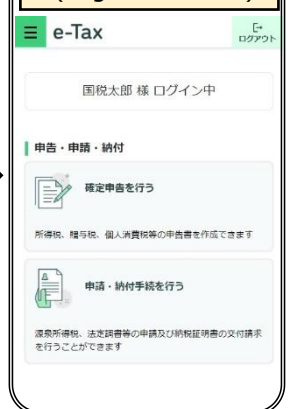 e-Tax
ログアウト
国税太郎 様 ログイン中
申告・申請・納付
確定申告を行う
所得税、贈与税、個人消費税等の申告書を作成できます
申請・納付手続を行う
源泉所得税、法定調書等の申請及び納税証明書の交付請求
を行うことができます